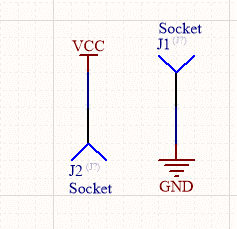 Socket
J1 (J?)
VCC
J2 (J?)
Socket
GND